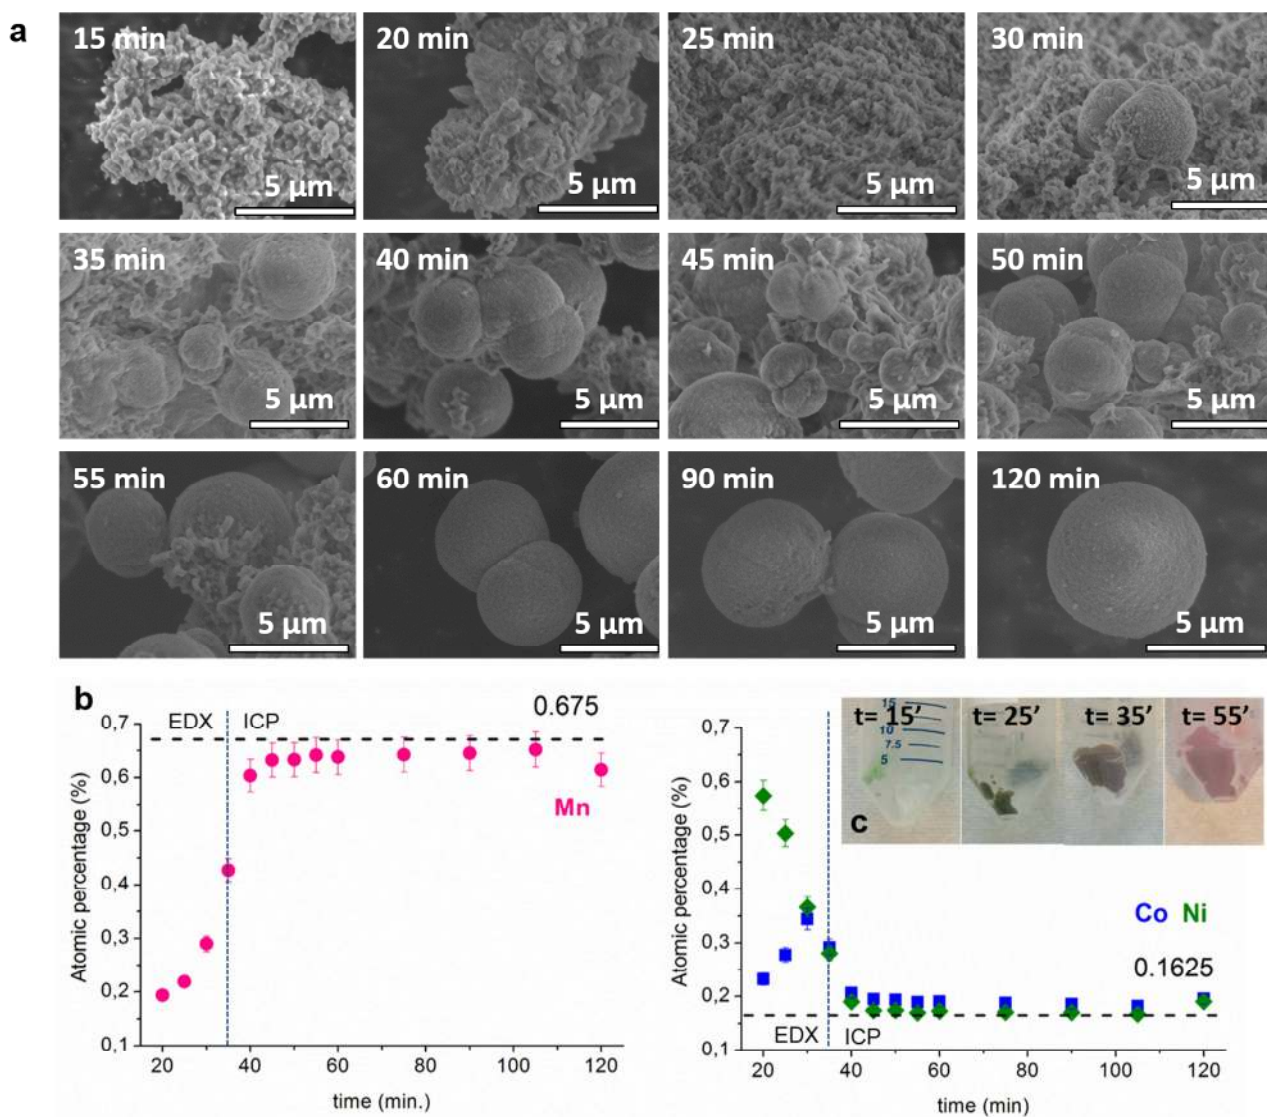 a
15 min
20 min
25 min
30 min
5 µm
5 µm
5 µm
5 µm
35 min
40 min
45 min
50 min
5 µm
5 µm
5 µm
5 µm
55 min
60 min
90 min
120 min
5 µm
5 µm
5 µm
5 µm
b
EDX
ICP
0.675
Mn
0,7
0,6
0,5
0,4
0,3
0,2
0,1
Atomic percentage (%)
20
40
60
80
100
120
time (min.)
t= 15'
t= 25'
t= 35'
t= 55'
15
10
7.5
5
c
Co Ni
0.1625
EDX
ICP
0,7
0,6
0,5
0,4
0,3
0,2
0,1
Atomic percentage (%)
20
40
60
80
100
120
time (min)